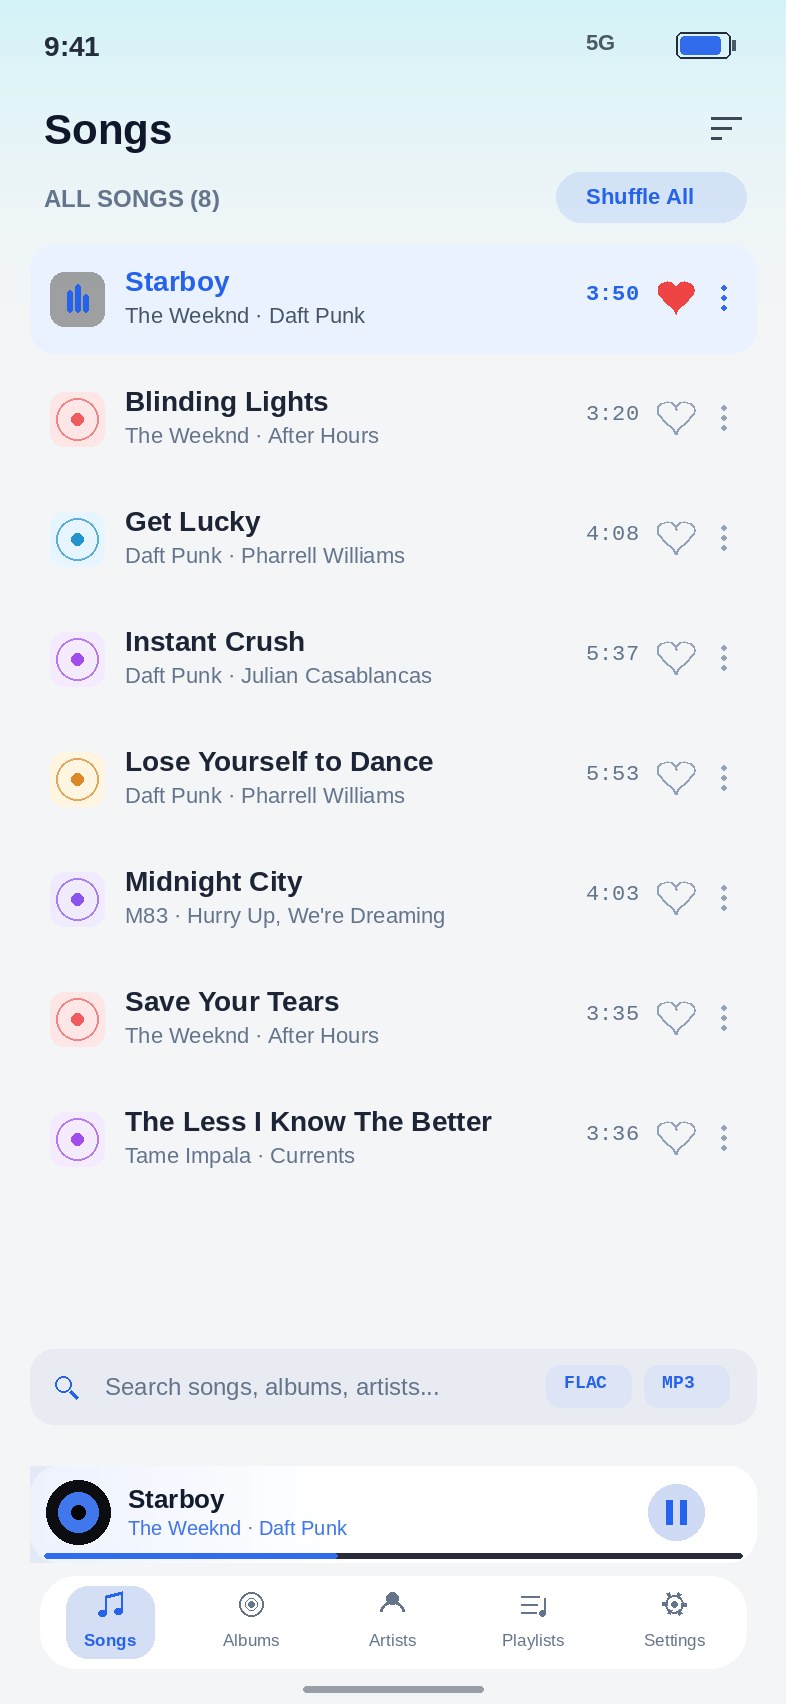 9:41
5G
Songs
ALL SONGS (8)
Shuffle All
Starboy
The Weeknd · Daft Punk
3:50
Blinding Lights
The Weeknd · After Hours
3:20
Get Lucky
Daft Punk · Pharrell Williams
4:08
Instant Crush
Daft Punk · Julian Casablancas
5:37
Lose Yourself to Dance
Daft Punk · Pharrell Williams
5:53
Midnight City
M83 · Hurry Up, We're Dreaming
4:03
Save Your Tears
The Weeknd · After Hours
3:35
The Less I Know The Better
Tame Impala · Currents
3:36
Search songs, albums, artists...
FLAC
MP3
Starboy
The Weeknd · Daft Punk
Songs
Albums
Artists
Playlists
Settings